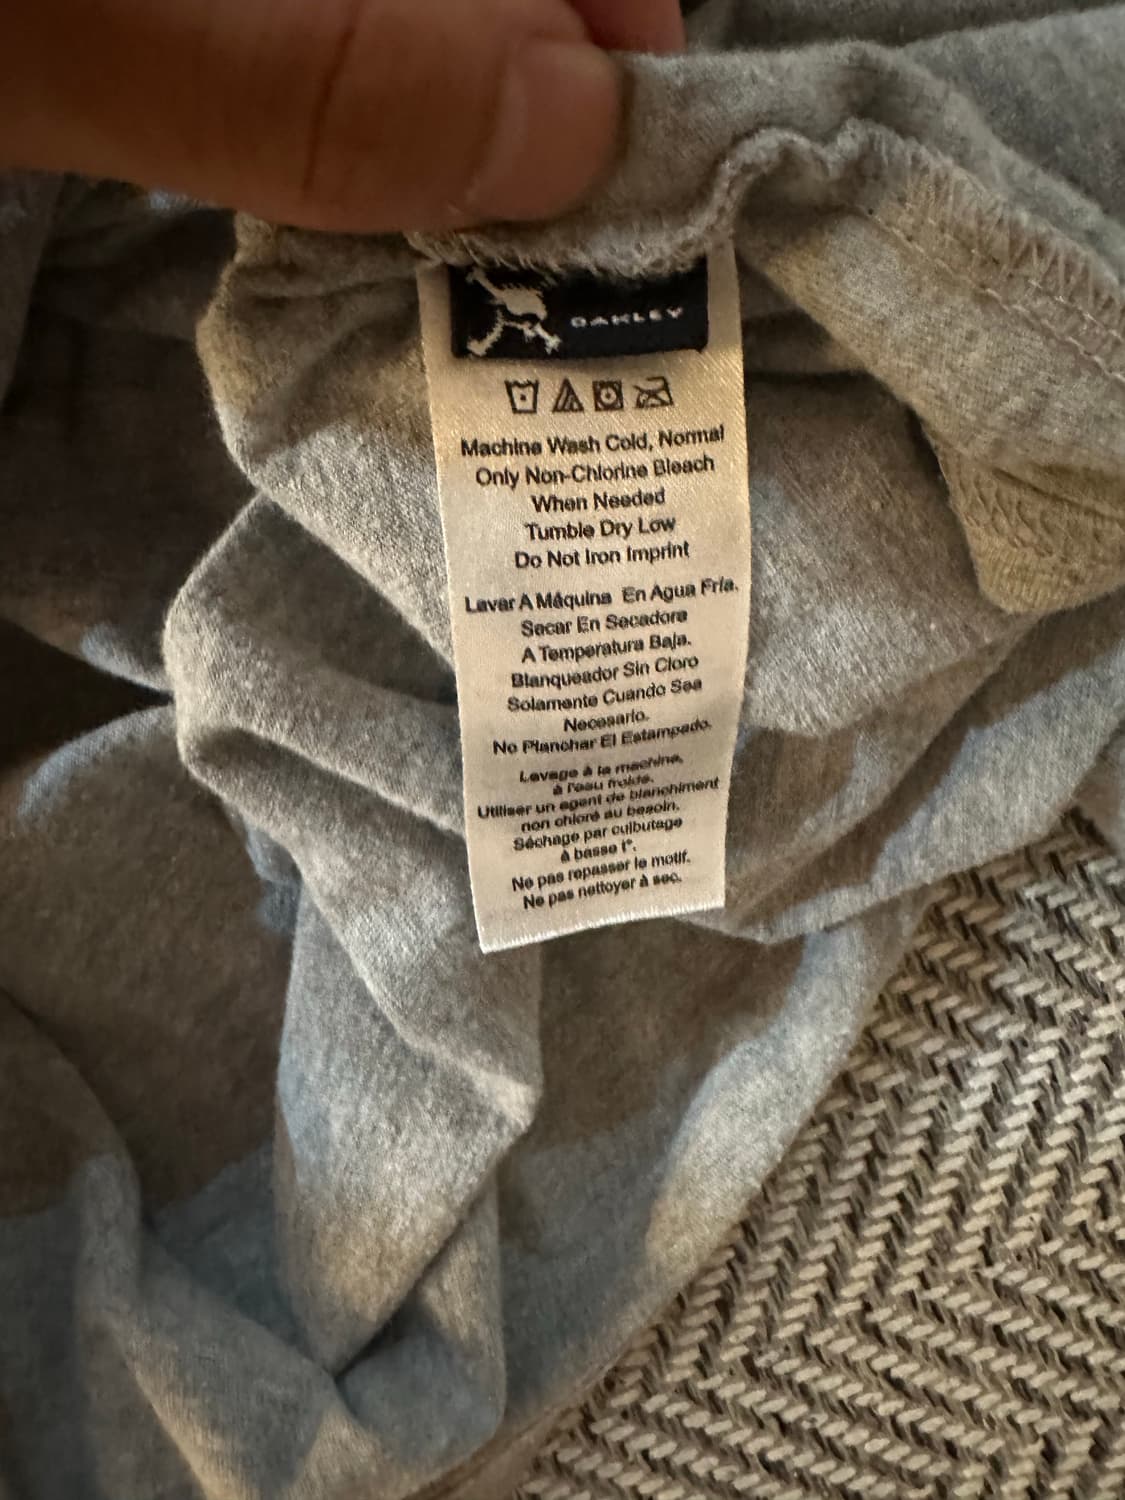 OAKLEY
Machine Wash Cold, Normal
Only Non-Chlorine Bleach
When Needed
Tumble Dry Low
Do Not Iron Imprint
Lavar A Máquina En Agua Fría.
Secar En Secadora
A Temperatura Baja.
Blanqueador Sin Cloro
Solamente Cuando Sea
Necesario.
No Planchar El Estampado.
Lavage à la machine,
à l'eau froide.
Utiliser un agent de blanchiment
non chloré au besoin.
Séchage par culbutage
à basse t°.
Ne pas repasser le motif.
Ne pas nettoyer à sec.